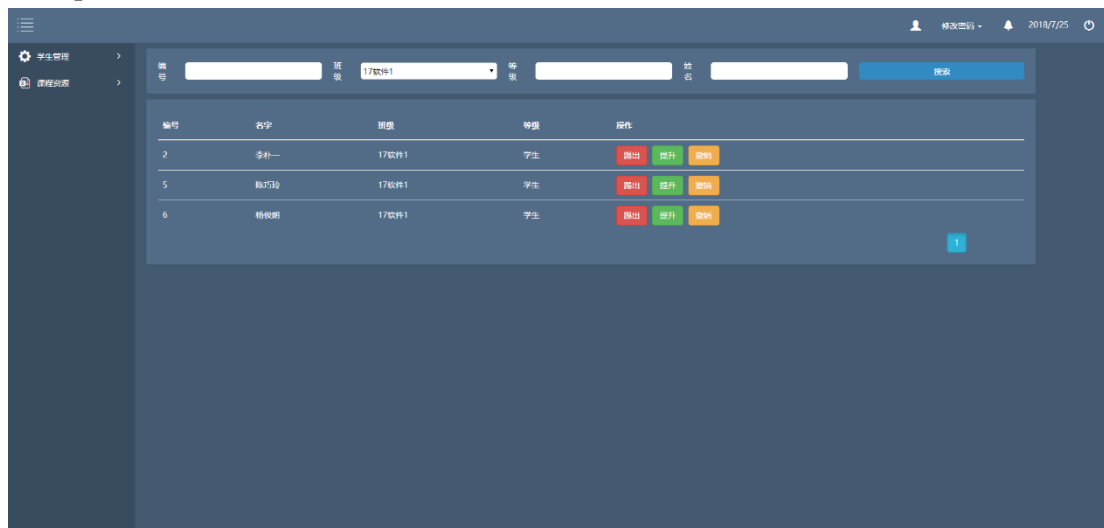 修改密码 2018/7/25
学生管理
课程资源
编号 班级 17软件1 等级 姓名 搜索
编号 名字 班级 等级 操作
2 李朴一 17软件1 学生 踢出 提升 撤销
5 陈巧玲 17软件1 学生 踢出 提升 撤销
6 杨俊朗 17软件1 学生 踢出 提升 撤销
1